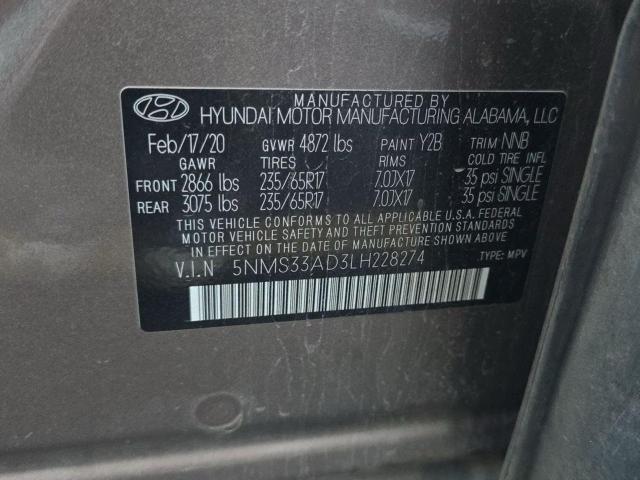 MANUFACTURED BY
HYUNDAI MOTOR MANUFACTURING ALABAMA, LLC
Feb/17/20 GVWR 4872 lbs PAINT Y2B TRIM NNB
GAWR TIRES RIMS COLD TIRE INFL
FRONT 2866 lbs 235/65R17 7.0JX17 35 psi SINGLE
REAR 3075 lbs 235/65R17 7.0JX17 35 psi SINGLE
THIS VEHICLE CONFORMS TO ALL APPLICABLE U.S.A. FEDERAL
MOTOR VEHICLE SAFETY AND THEFT PREVENTION STANDARDS
IN EFFECT ON THE DATE OF MANUFACTURE SHOWN ABOVE.
V.I.N 5NMS33AD3LH228274 TYPE: MPV